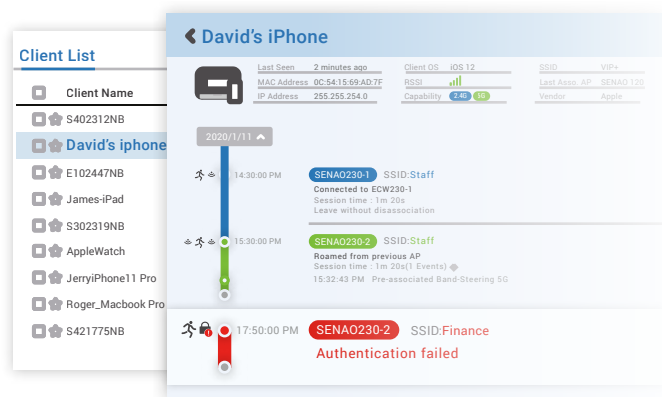 Client List
Client Name
S402312NB
David's iphone
E102447NB
James-iPad
S302319NB
AppleWatch
JerryiPhone11 Pro
Roger_Macbook Pro
S421775NB
David's iPhone
Last Seen 2 minutes ago
MAC Address 0C:54:15:69:AD:7F
IP Address 255.255.254.0
Client OS iOS 12
RSSI
Capability 2.4G 5G
SSID VIP+
Last Asso. AP SENAO 120
Vendor Apple
2020/1/11
14:30:00 PM SENAO230-1 SSID:Staff
Connected to ECW230-1
Session time : 1m 20s
Leave without disassociation
15:30:00 PM SENAO230-2 SSID:Staff
Roamed from previous AP
Session time : 1m 20s(1 Events)
15:32:43 PM Pre-associated Band-Steering 5G
17:50:00 PM SENAO230-2 SSID:Finance
Authentication failed